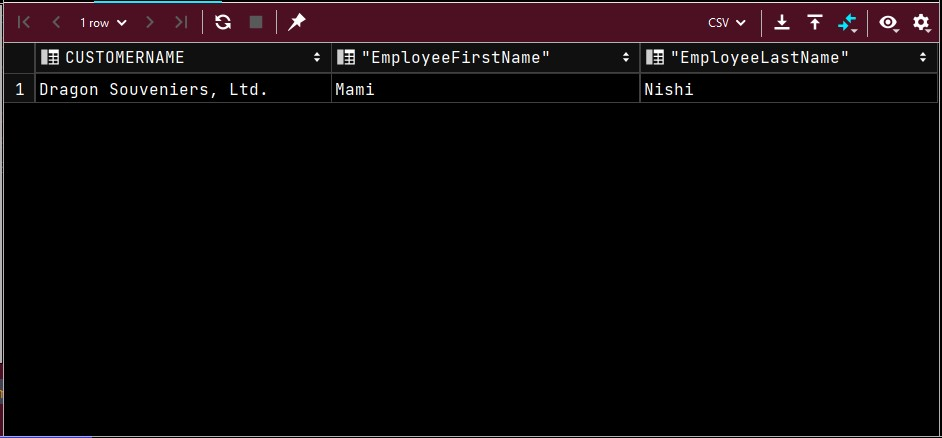 1 row CSV
CUSTOMERNAME "EmployeeFirstName" "EmployeeLastName"
1 Dragon Souveniers, Ltd. Mami Nishi